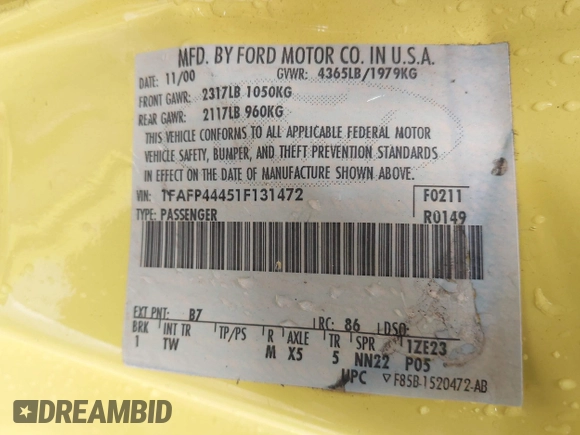 MFD. BY FORD MOTOR CO. IN U.S.A.
DATE: 11/00 GVWR: 4365LB/1979KG
FRONT GAWR: 2317LB 1050KG
REAR GAWR: 2117LB 960KG
THIS VEHICLE CONFORMS TO ALL APPLICABLE FEDERAL MOTOR
VEHICLE SAFETY, BUMPER, AND THEFT PREVENTION STANDARDS
IN EFFECT ON THE DATE OF MANUFACTURE SHOWN ABOVE.
VIN: 1FAFP44451F131472 F0211
TYPE: PASSENGER R0149
EXT PNT: B7 RC: 86 DSO:
BRK INT TR TP/PS R AXLE TR SPR 1ZE23
1 TW M X5 5 NN22 P05
UPC ▽F85B-1520472-AB
DREAMBID